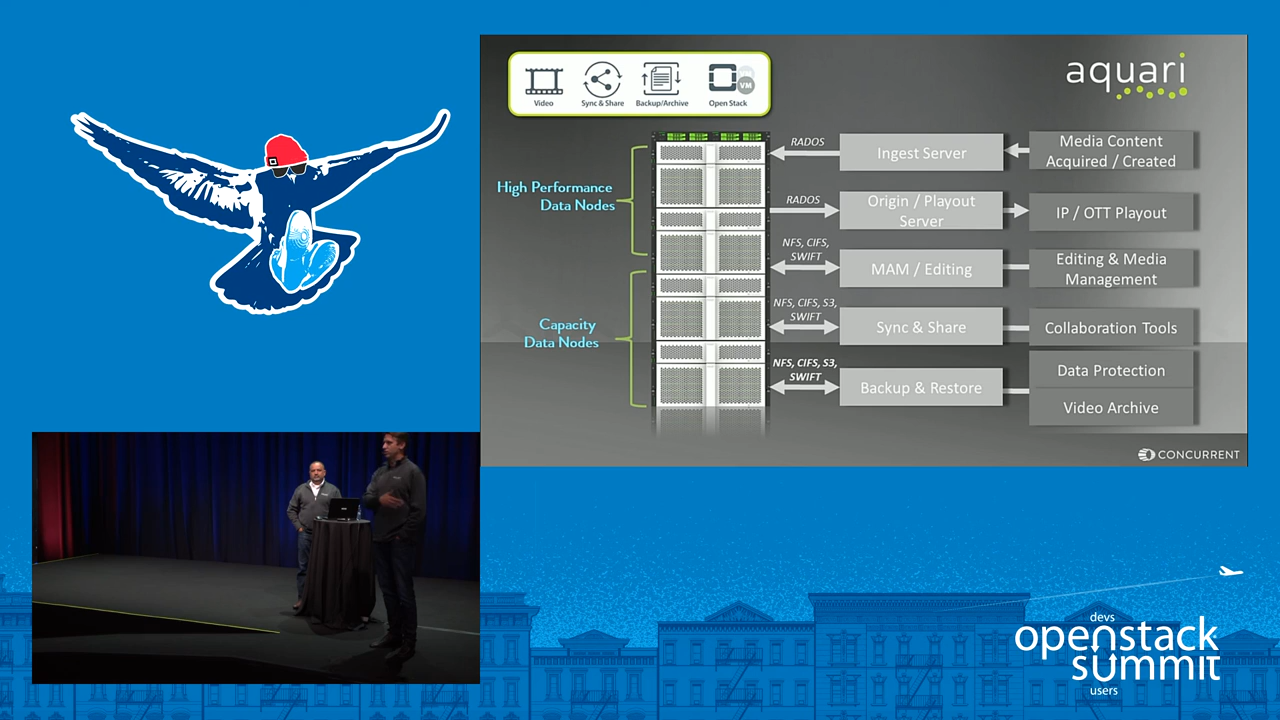 Video
Sync & Share
Backup/Archive
Open Stack
VM
aquari
High Performance
Data Nodes
Capacity
Data Nodes
RADOS
Ingest Server
Media Content
Acquired / Created
RADOS
Origin / Playout
Server
IP / OTT Playout
NFS, CIFS,
SWIFT
MAM / Editing
Editing & Media
Management
NFS, CIFS, S3,
SWIFT
Sync & Share
Collaboration Tools
NFS, CIFS, S3,
SWIFT
Backup & Restore
Data Protection
Video Archive
CONCURRENT
devs
openstack
summit
users